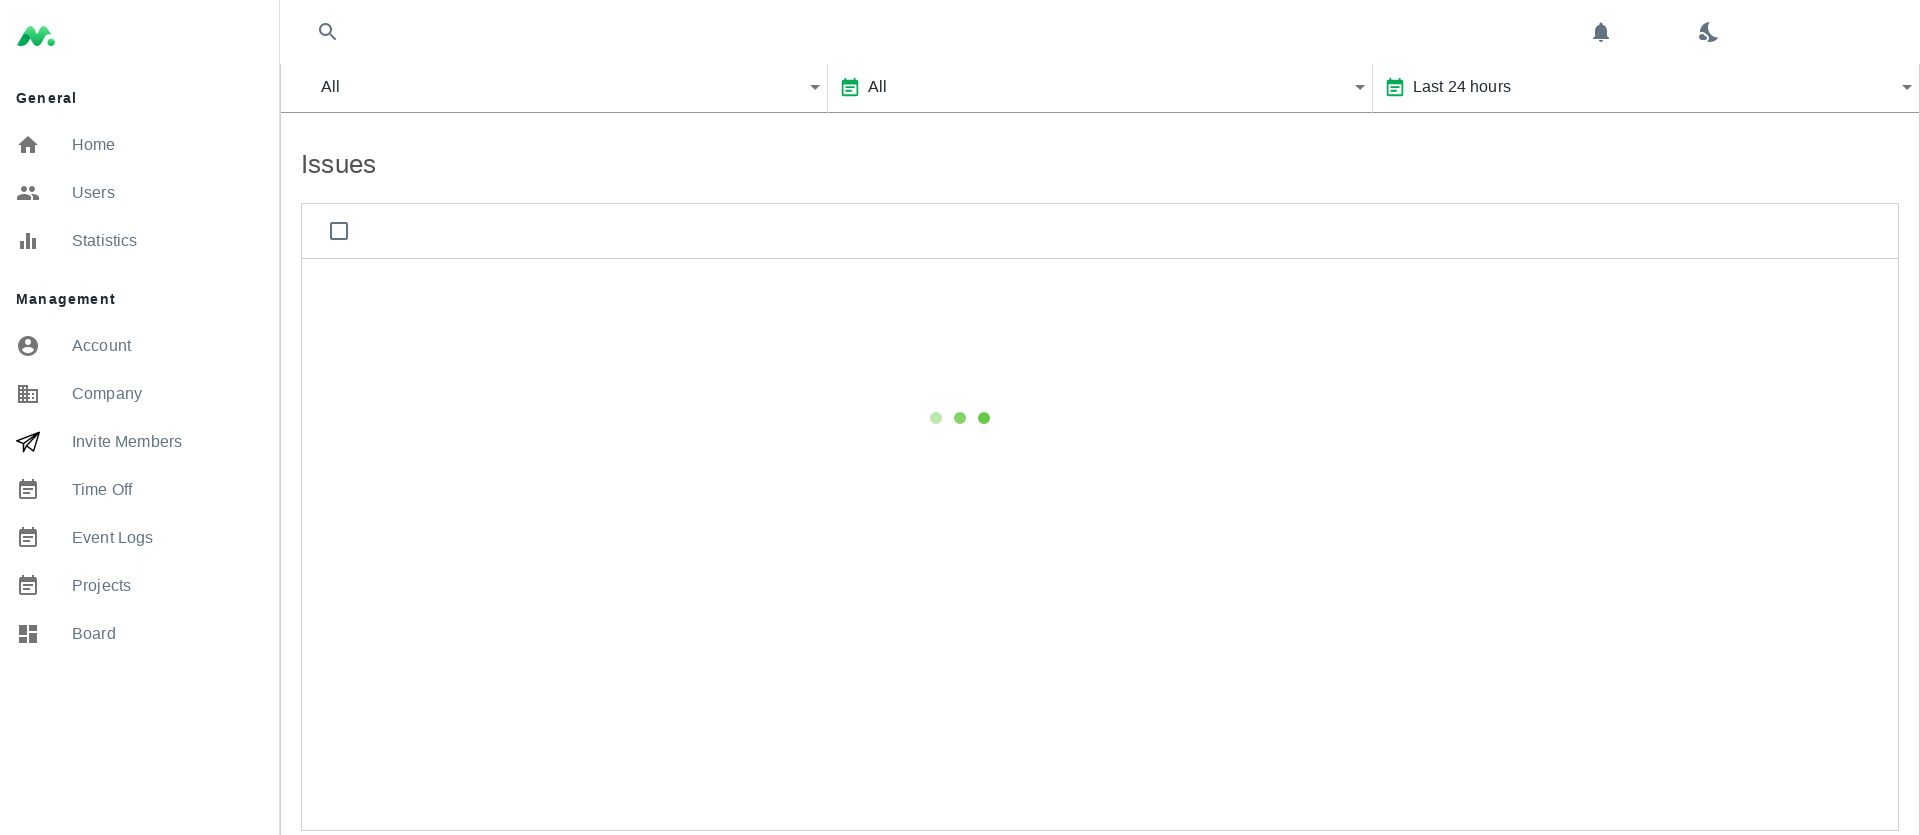 General
Home
Users
Statistics
Management
Account
Company
Invite Members
Time Off
Event Logs
Projects
Board
All
All
Last 24 hours
Issues